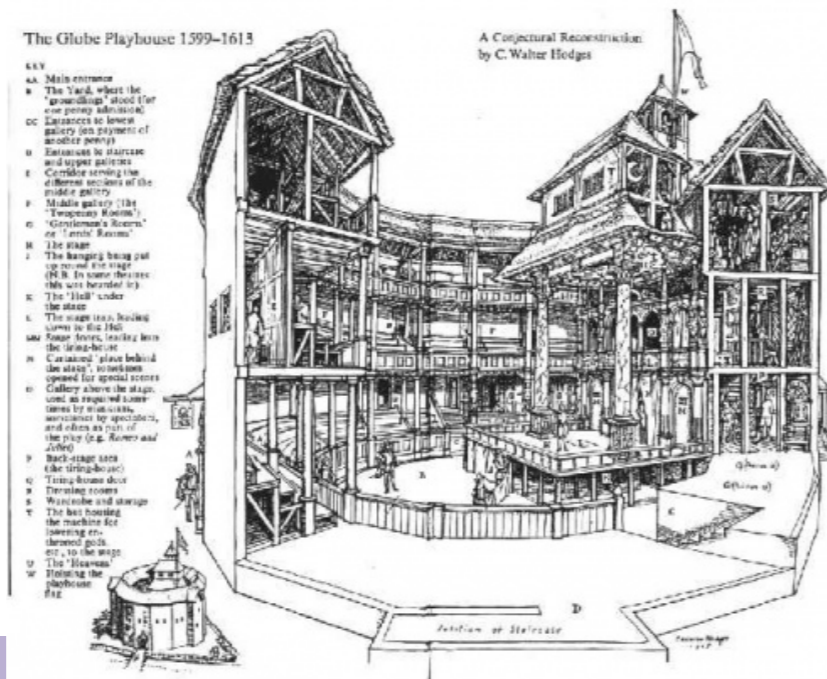 The Globe Playhouse 1599–1613
A Conjectural Reconstruction
by C. Walter Hodges
KEY
AA Main entrance
B The Yard, where the
'groundlings' stood (for
one penny admission)
CC Entrances to lowest
gallery (on payment of
another penny)
D Entrances to staircase
and upper galleries
E Corridor serving the
different sections of the
middle gallery
F Middle gallery (The
'Twopenny Rooms')
G 'Gentlemen's Rooms'
or 'Lords' Rooms'
H The stage
J The hanging being put
up round the stage
(N.B. In some theatres
this was boarded in)
K The 'Hell' under
the stage
L The stage trap, leading
down to the Hell
MM Stage doors, leading into
the tiring-house
N Curtained 'place behind
the stage', sometimes
opened for special scenes
O Gallery above the stage,
used as required some-
times by musicians,
sometimes by spectators,
and often as part of
the play (e.g. Romeo and
Juliet)
P Back-stage area
(the tiring-house)
Q Tiring-house door
R Dressing rooms
S Wardrobe and storage
T The hut housing
the machine for
lowering en-
throned gods,
etc., to the stage
U The 'Heavens'
W Hoisting the
playhouse
flag
D
Position of Staircase